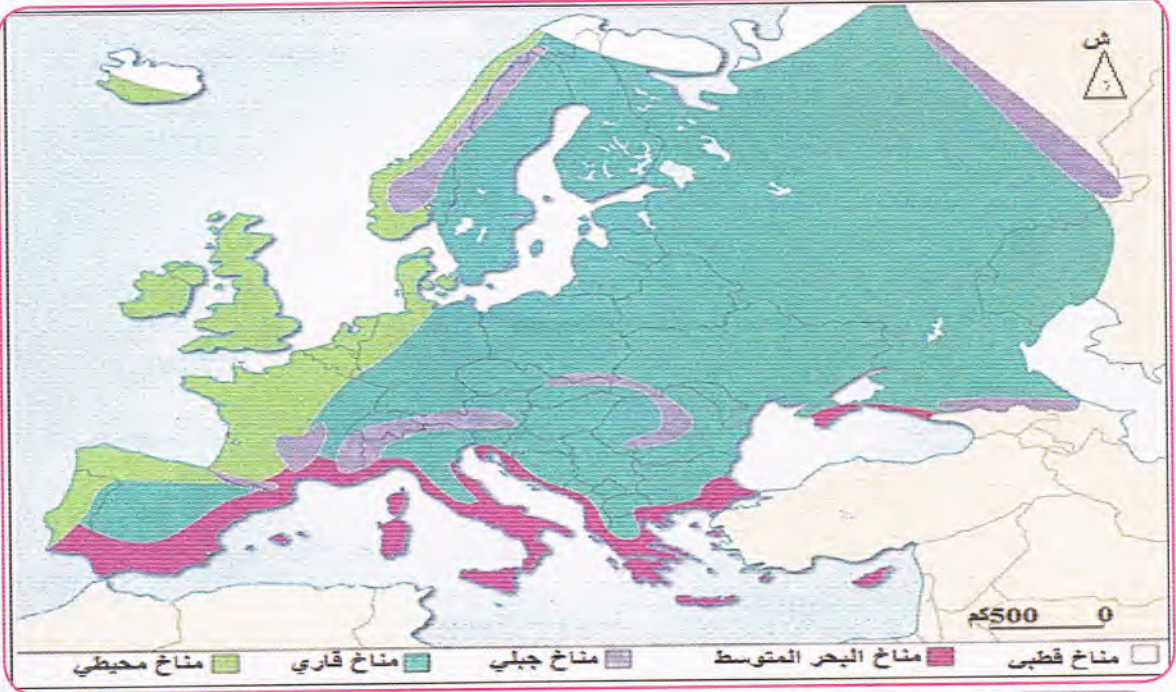 ش
500كم 0
مناخ قطبي مناخ البحر المتوسط مناخ جبلي مناخ قاري مناخ محيطي